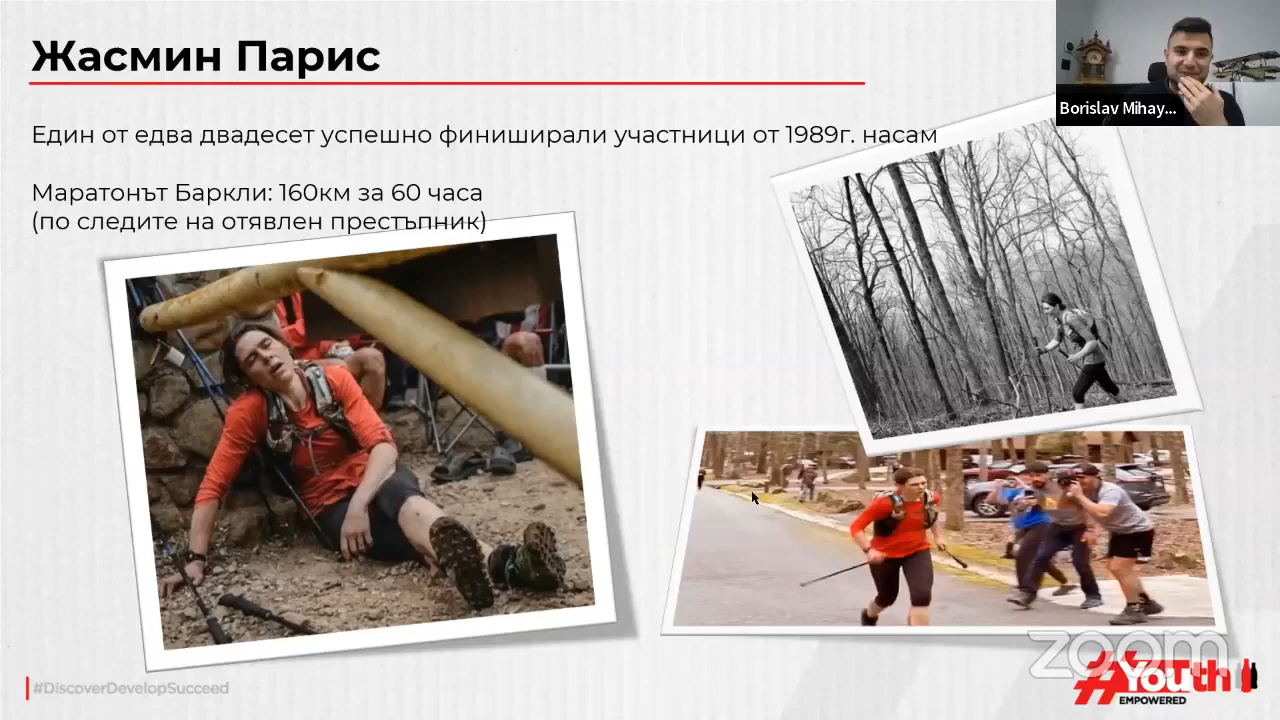 Жасмин Парис
Borislav Mihay...
Един от едва двадесет успешно финиширали участници от 1989г. насам
Маратонът Баркли: 160км за 60 часа
(по следите на отявлен престъпник)
zoom
#DiscoverDevelopSucceed
#Youth
EMPOWERED